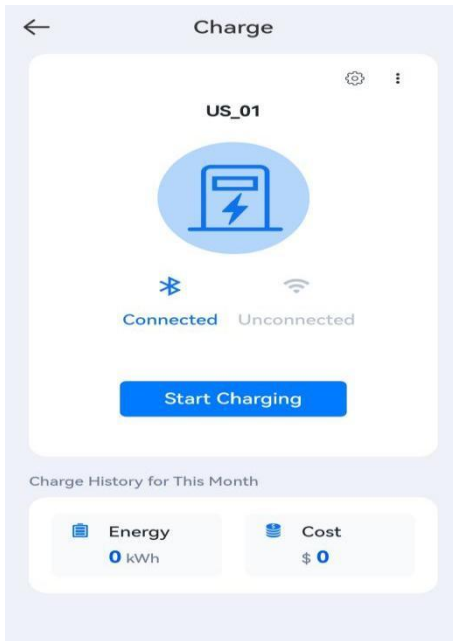 Charge
US_01
Connected Unconnected
Start Charging
Charge History for This Month
Energy Cost
0 kWh $ 0